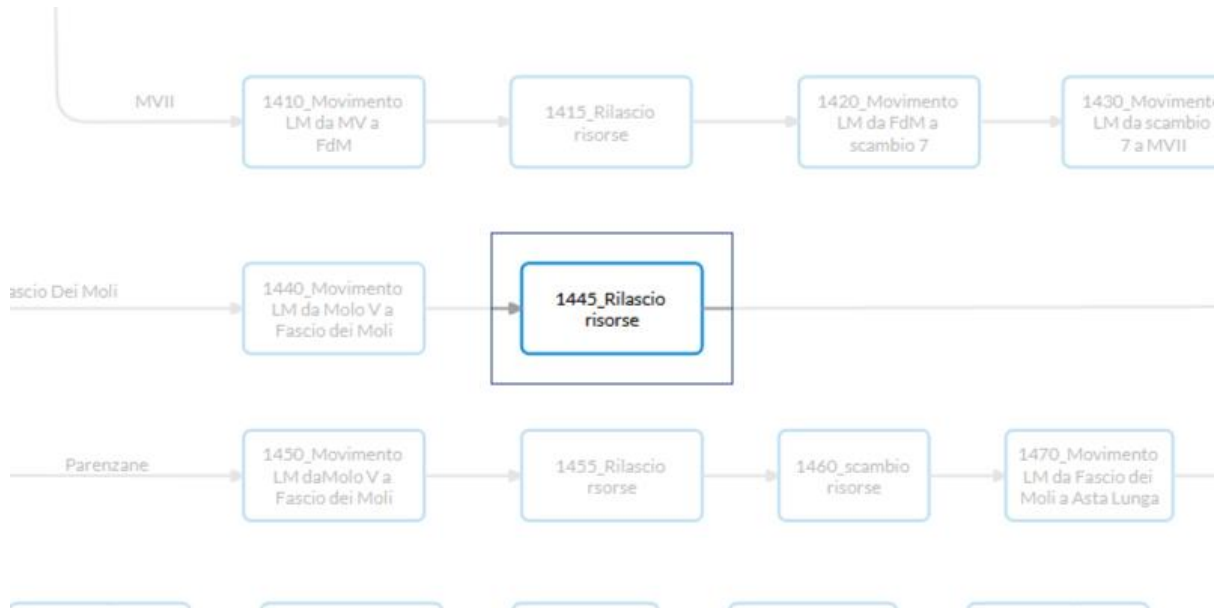 MVII
1410_Movimento
LM da MV a
FdM
1415_Rilascio
risorse
1420_Movimento
LM da FdM a
scambio 7
1430_Movimento
LM da scambio
7 a MVII
ascio Dei Moli
1440_Movimento
LM da Molo V a
Fascio dei Moli
1445_Rilascio
risorse
Parenzane
1450_Movimento
LM daMolo V a
Fascio dei Moli
1455_Rilascio
rsorse
1460_scambio
risorse
1470_Movimento
LM da Fascio dei
Moli a Asta Lunga